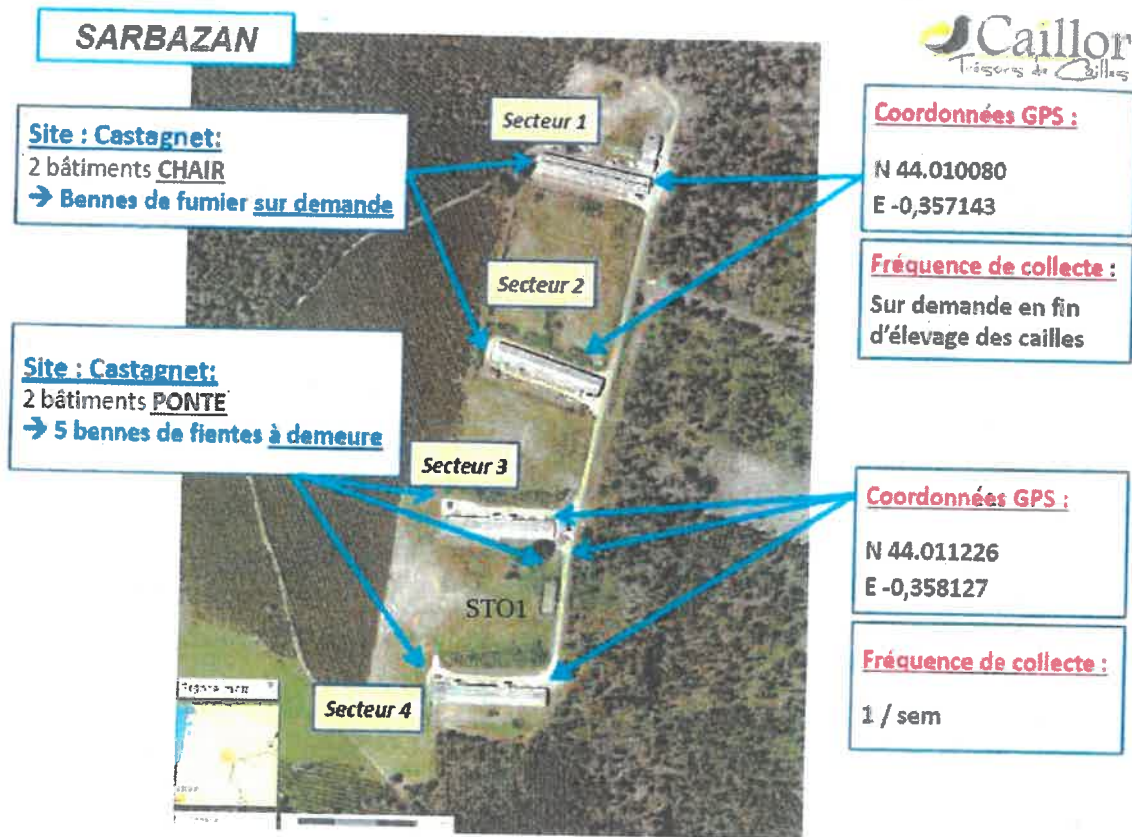 SARBAZAN
Caillor
Trésors de Cailles
Site : Castagnet:
2 bâtiments CHAIR
→ Bennes de fumier sur demande
Secteur 1
Coordonnées GPS :
N 44.010080
E -0,357143
Fréquence de collecte :
Sur demande en fin
d'élevage des cailles
Secteur 2
Site : Castagnet:
2 bâtiments PONTE
→ 5 bennes de fientes à demeure
Secteur 3
Coordonnées GPS :
N 44.011226
E -0,358127
STO1
Fréquence de collecte :
1 / sem
Secteur 4